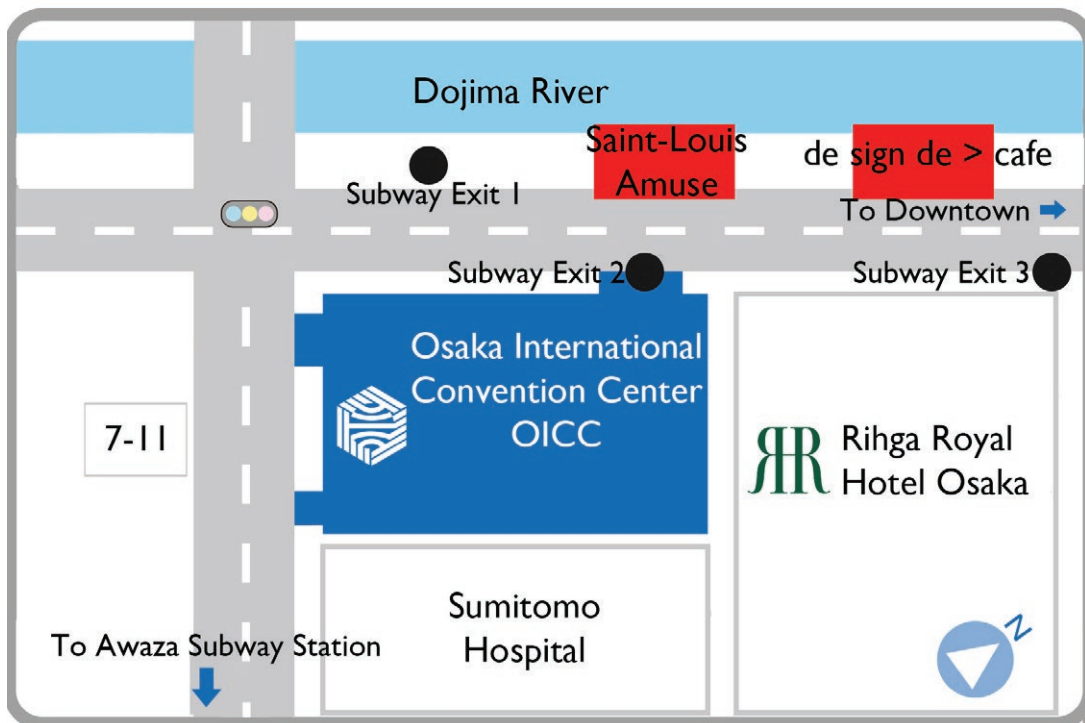 Dojima River
Saint-Louis
Amuse
de sign de > cafe
Subway Exit 1
To Downtown
Subway Exit 2
Subway Exit 3
Osaka International
Convention Center
OICC
7-11
RR
Rihga Royal
Hotel Osaka
Sumitomo
Hospital
To Awaza Subway Station
N